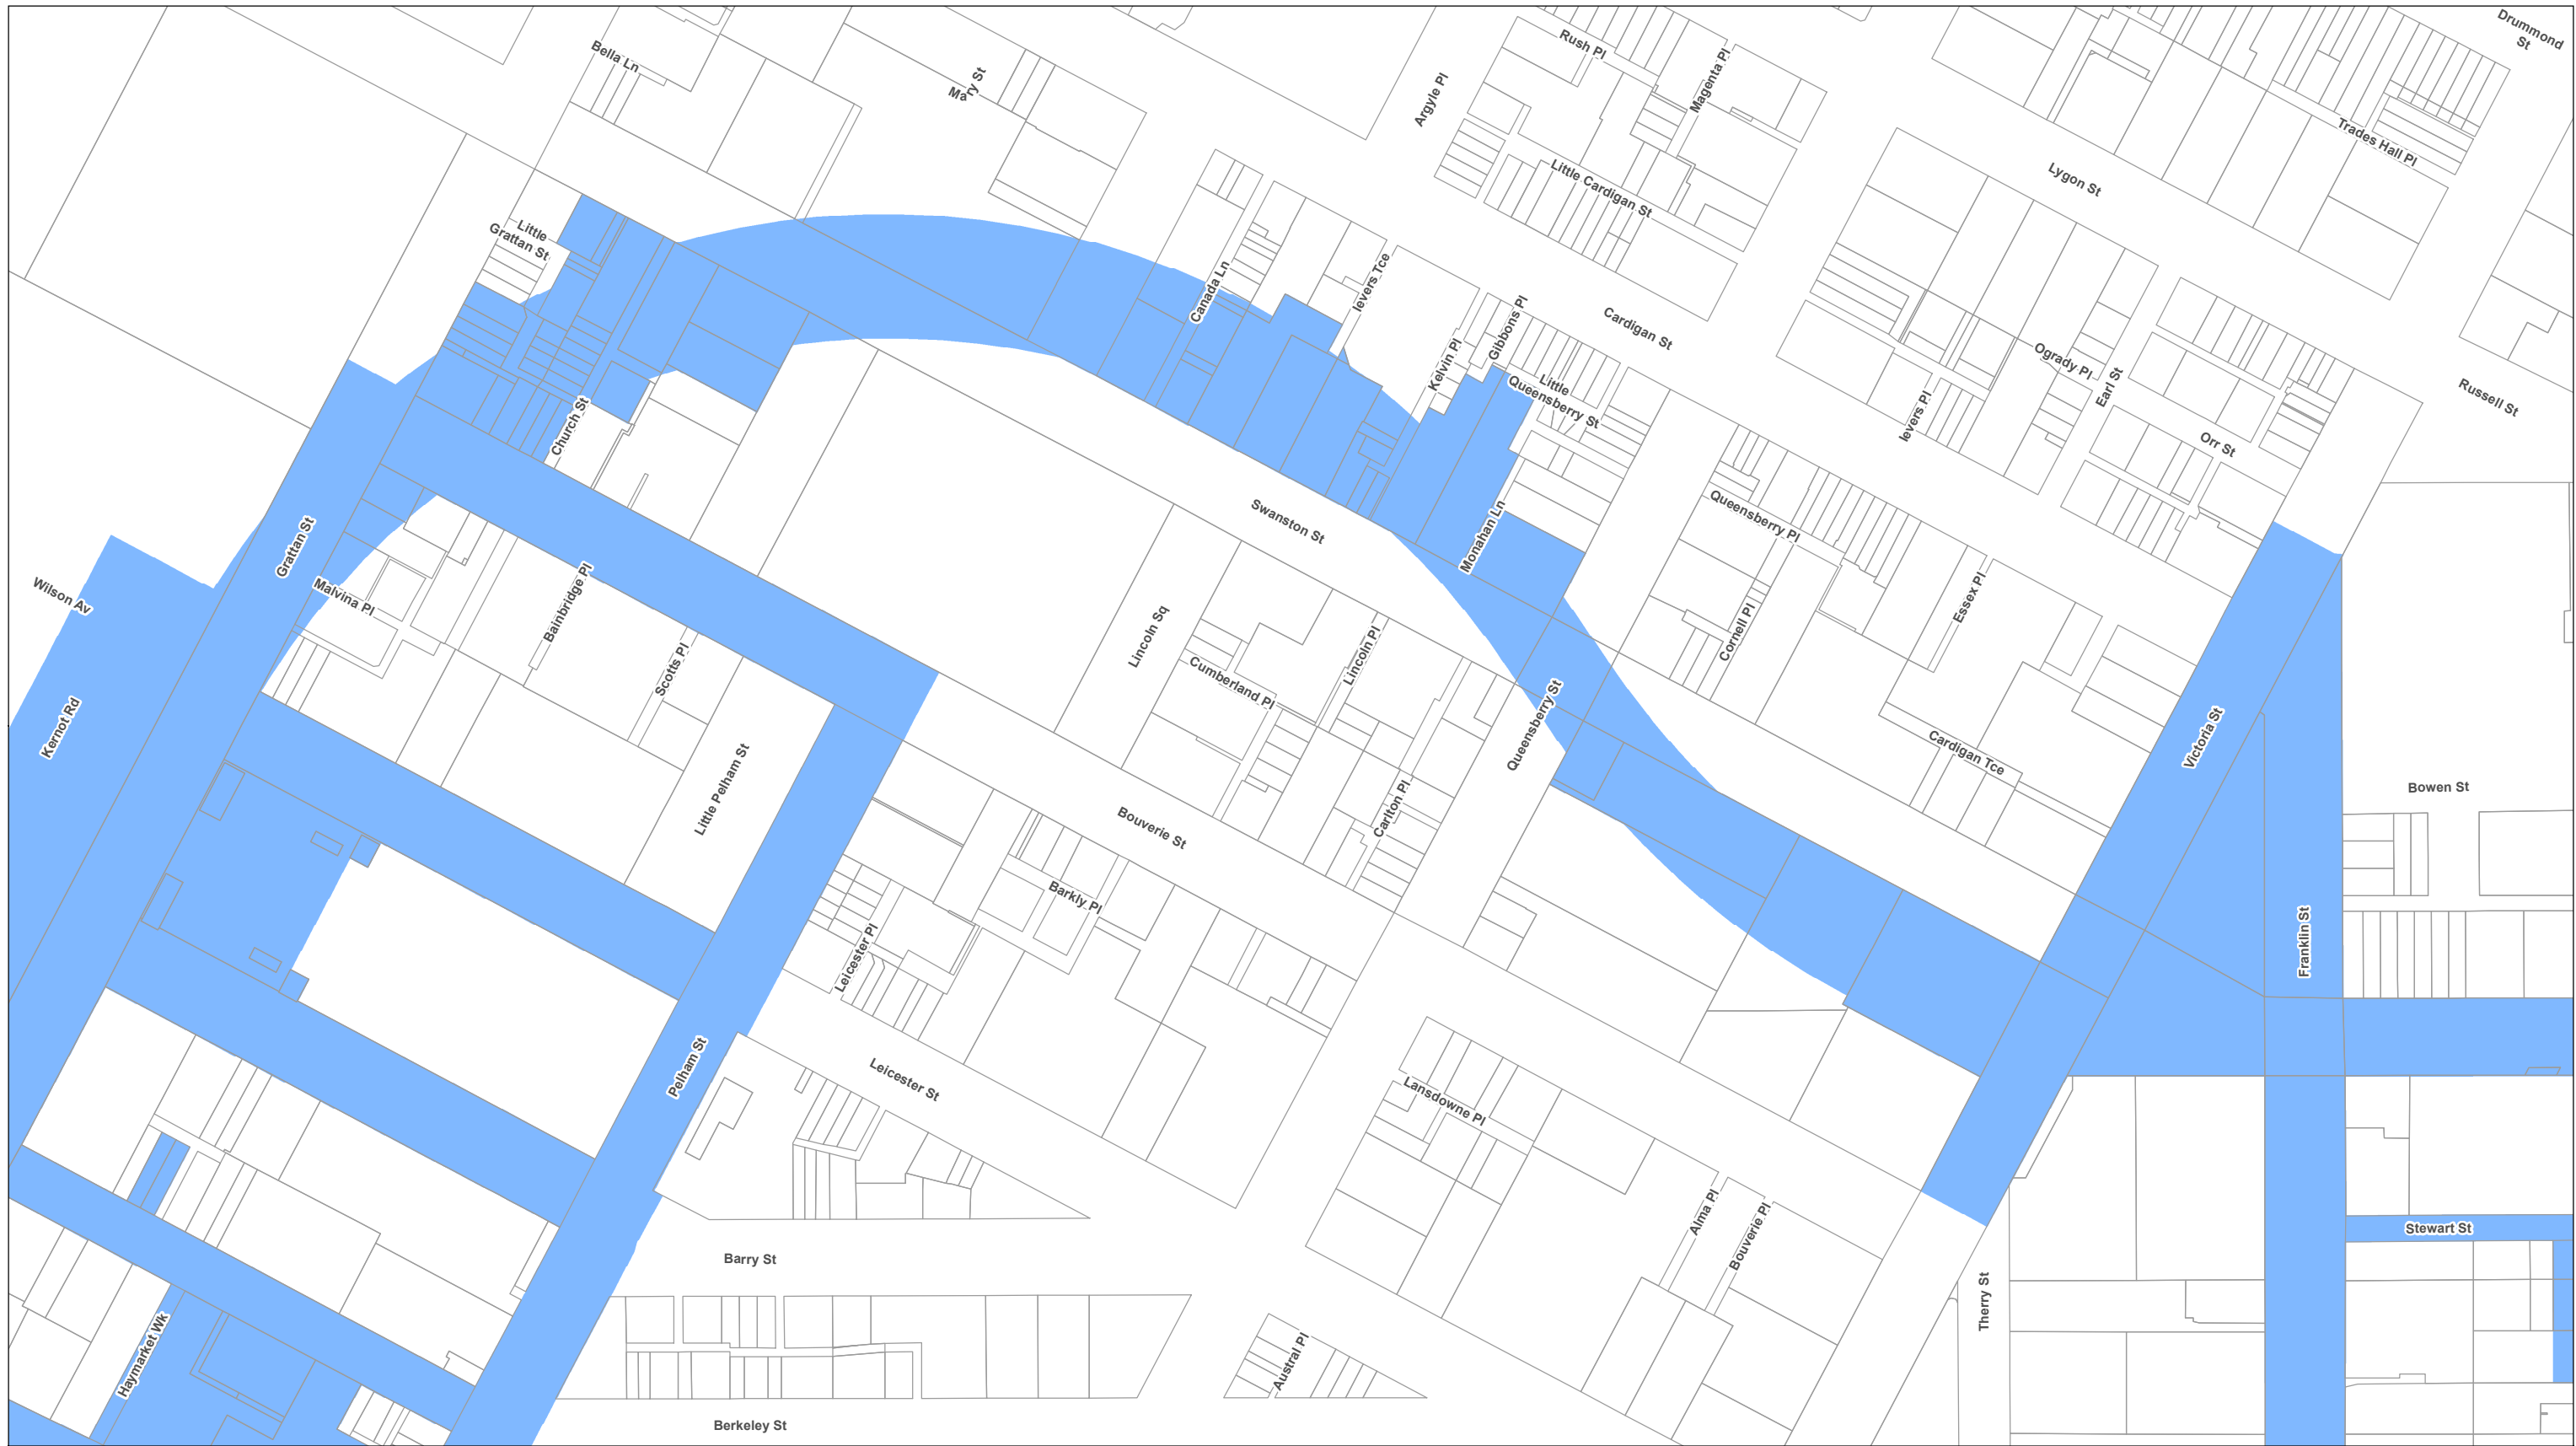 Drummond
St
Bella Ln
Rush Pl
Mary St
Argyle Pl
Magenta Pl
Trades Hall Pl
Little Cardigan St
Lygon St
Little
Grattan St
Canada Ln
Ievers Tce
Gibbons Pl
Cardigan St
Kelvin Pl
Little
Queensberry St
Ogrady Pl
Earl St
Russell St
Church St
Ievers Pl
Orr St
Swanston St
Monahan Ln
Queensberry Pl
Grattan St
Wilson Av
Malvina Pl
Bainbridge Pl
Essex Pl
Cornell Pl
Lincoln Sq
Lincoln Pl
Scotts Pl
Cumberland Pl
Kernot Rd
Queensberry St
Victoria St
Cardigan Tce
Little Pelham St
Bowen St
Carlton Pl
Bouverie St
Barkly Pl
Franklin St
Leicester Pl
Pelham St
Leicester St
Lansdowne Pl
Alma Pl
Bouverie Pl
Stewart St
Barry St
Therry St
Haymarket Wk
Austral Pl
Berkeley St